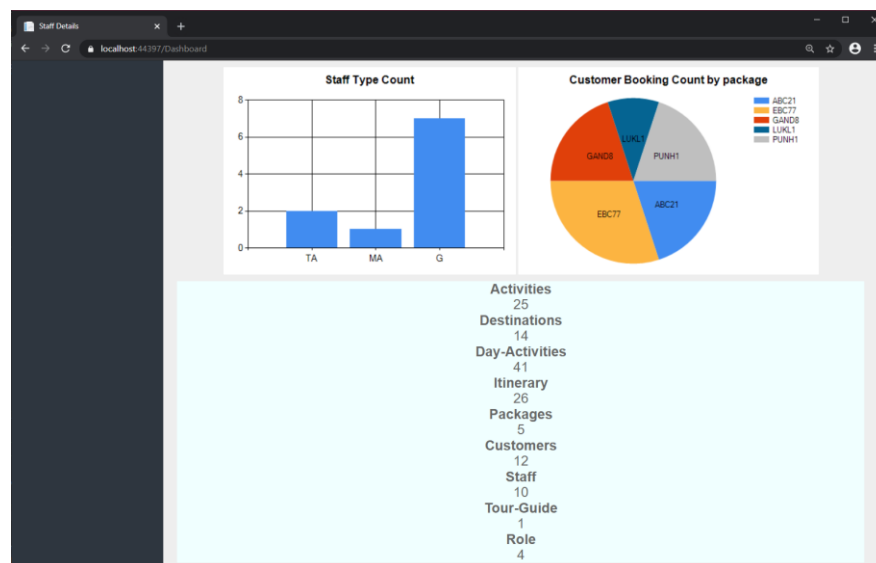 Staff Details
localhost:44397/Dashboard
Staff Type Count
8
6
4
2
0
TA MA G
Customer Booking Count by package
ABC21
EBC77
GAND8
LUKL1
PUNH1
LUKL1
GAND8
PUNH1
ABC21
EBC77
Activities
25
Destinations
14
Day-Activities
41
Itinerary
26
Packages
5
Customers
12
Staff
10
Tour-Guide
1
Role
4